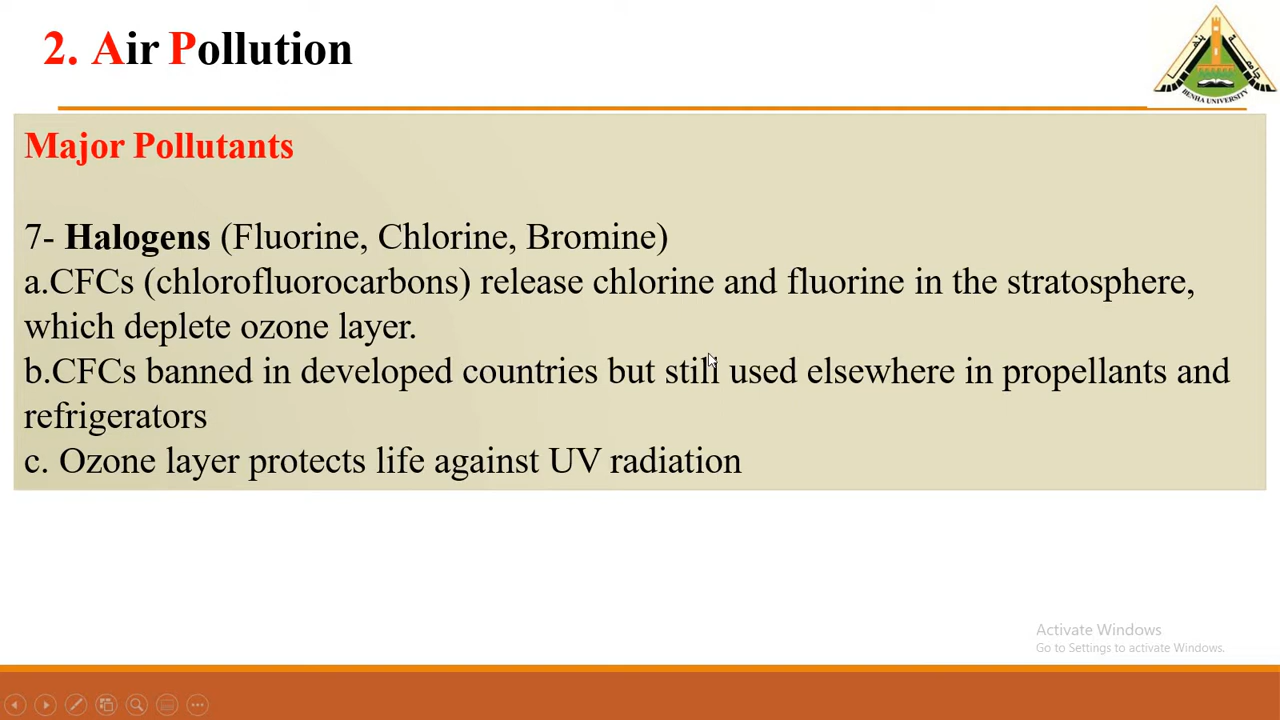 2. Air Pollution
BENHA UNIVERSITY
Major Pollutants
7- Halogens (Fluorine, Chlorine, Bromine)
a.CFCs (chlorofluorocarbons) release chlorine and fluorine in the stratosphere,
which deplete ozone layer.
b.CFCs banned in developed countries but still used elsewhere in propellants and
refrigerators
c. Ozone layer protects life against UV radiation
Activate Windows
Go to Settings to activate Windows.